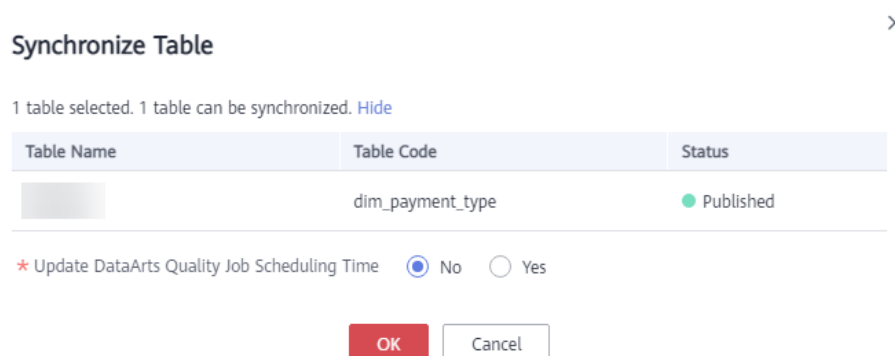 Synchronize Table
1 table selected. 1 table can be synchronized. Hide
Table Name Table Code Status
dim_payment_type Published
* Update DataArts Quality Job Scheduling Time No Yes
OK Cancel